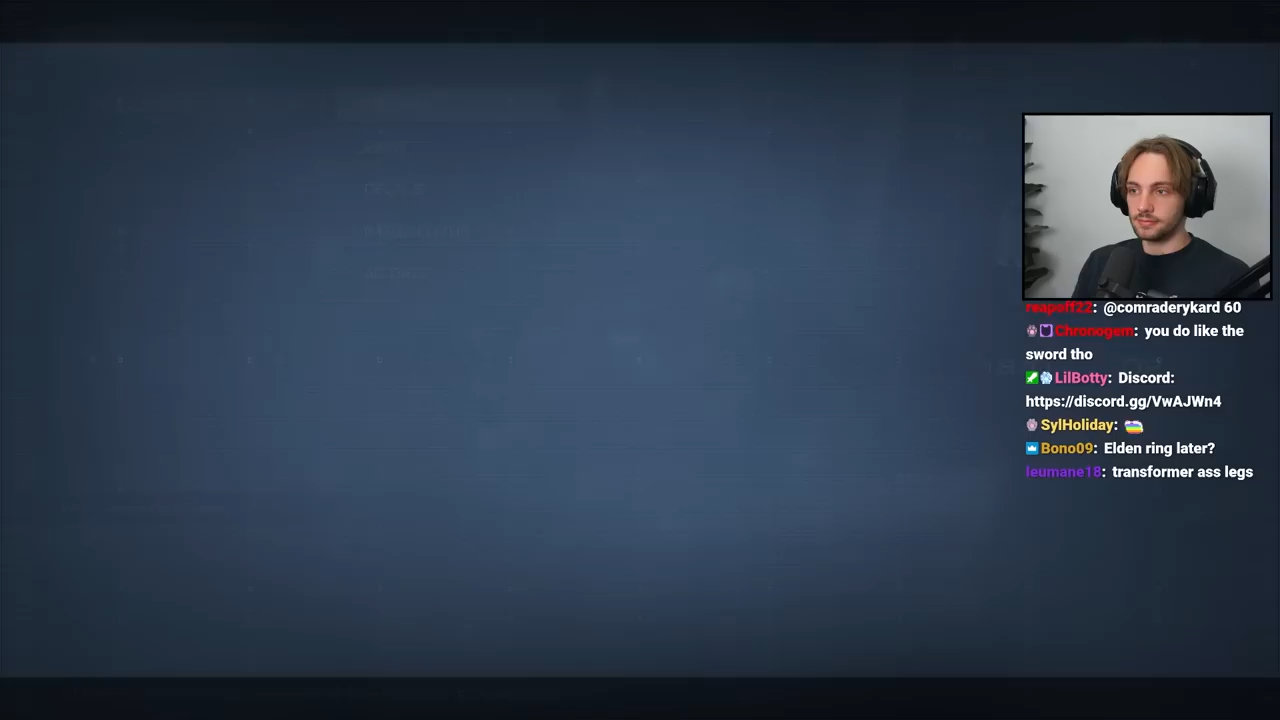 reapoff22: @comraderykard 60
Chronogem: you do like the
sword tho
LilBotty: Discord:
https://discord.gg/VwAJWn4
SylHoliday:
Bono09: Elden ring later?
leumane18: transformer ass legs